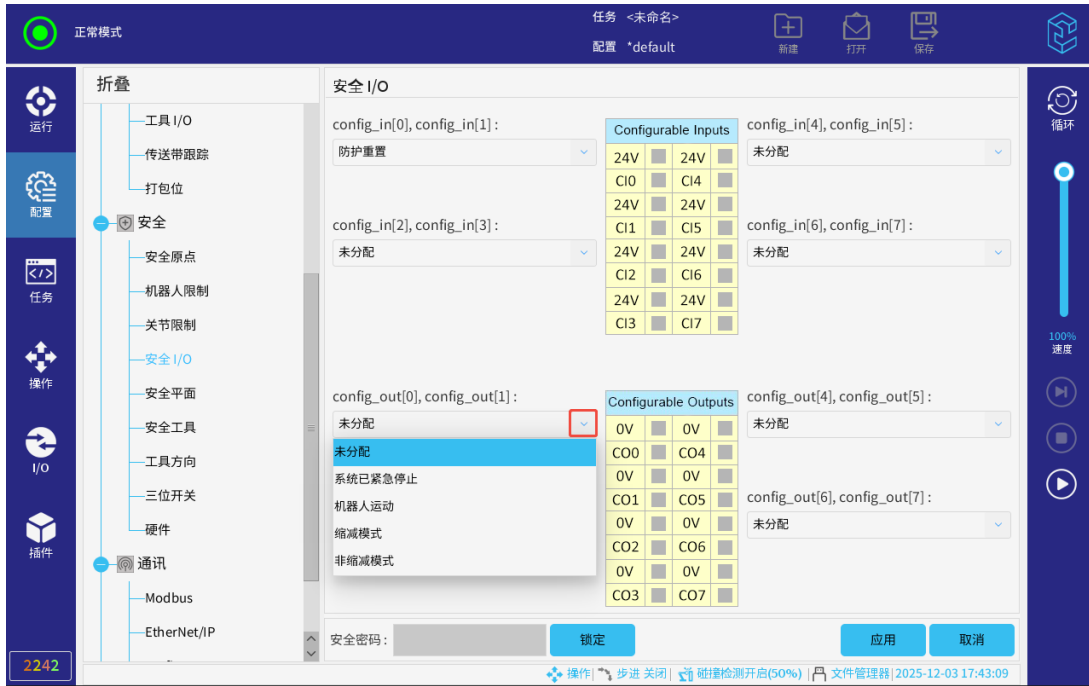 正常模式
任务 <未命名>
配置 *default
新建
打开
保存
运行
配置
任务
操作
I/O
插件
2242
折叠
工具 I/O
传送带跟踪
打包位
安全
安全原点
机器人限制
关节限制
安全 I/O
安全平面
安全工具
工具方向
三位开关
硬件
通讯
Modbus
EtherNet/IP
安全 I/O
config_in[0], config_in[1] :
防护重置
config_in[2], config_in[3] :
未分配
Configurable Inputs
24V 24V
CI0 CI4
24V 24V
CI1 CI5
24V 24V
CI2 CI6
24V 24V
CI3 CI7
config_in[4], config_in[5] :
未分配
config_in[6], config_in[7] :
未分配
config_out[0], config_out[1] :
未分配
未分配
系统已紧急停止
机器人运动
缩减模式
非缩减模式
Configurable Outputs
0V 0V
CO0 CO4
0V 0V
CO1 CO5
0V 0V
CO2 CO6
0V 0V
CO3 CO7
config_out[4], config_out[5] :
未分配
config_out[6], config_out[7] :
未分配
安全密码 :
锁定
应用
取消
操作| 步进 关闭| 碰撞检测开启(50%) | 文件管理器| 2025-12-03 17:43:09
循环
100%
速度